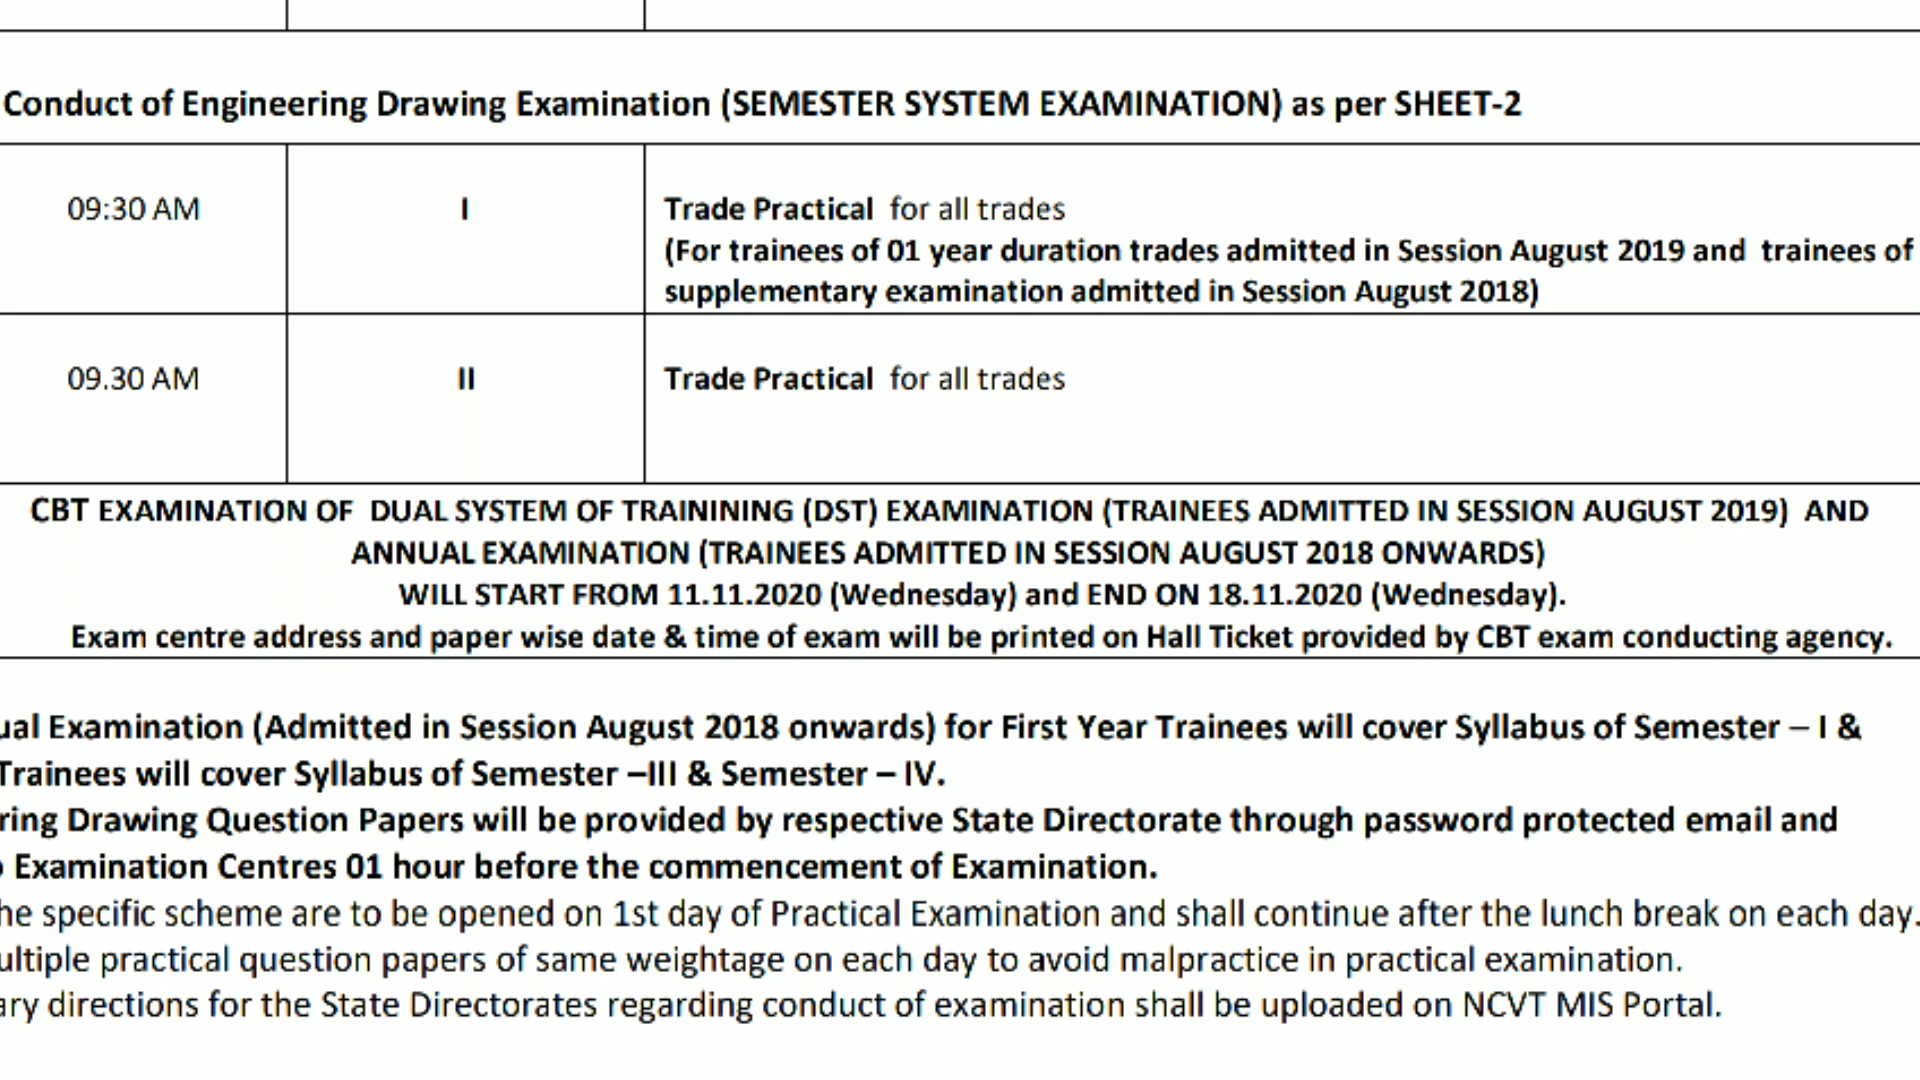 Conduct of Engineering Drawing Examination (SEMESTER SYSTEM EXAMINATION) as per SHEET-2
09:30 AM I Trade Practical for all trades
(For trainees of 01 year duration trades admitted in Session August 2019 and trainees of
supplementary examination admitted in Session August 2018)
09.30 AM II Trade Practical for all trades
CBT EXAMINATION OF DUAL SYSTEM OF TRAININING (DST) EXAMINATION (TRAINEES ADMITTED IN SESSION AUGUST 2019) AND
ANNUAL EXAMINATION (TRAINEES ADMITTED IN SESSION AUGUST 2018 ONWARDS)
WILL START FROM 11.11.2020 (Wednesday) and END ON 18.11.2020 (Wednesday).
Exam centre address and paper wise date & time of exam will be printed on Hall Ticket provided by CBT exam conducting agency.
ual Examination (Admitted in Session August 2018 onwards) for First Year Trainees will cover Syllabus of Semester – I &
Trainees will cover Syllabus of Semester –III & Semester – IV.
ring Drawing Question Papers will be provided by respective State Directorate through password protected email and
Examination Centres 01 hour before the commencement of Examination.
he specific scheme are to be opened on 1st day of Practical Examination and shall continue after the lunch break on each day.
ultiple practical question papers of same weightage on each day to avoid malpractice in practical examination.
ary directions for the State Directorates regarding conduct of examination shall be uploaded on NCVT MIS Portal.